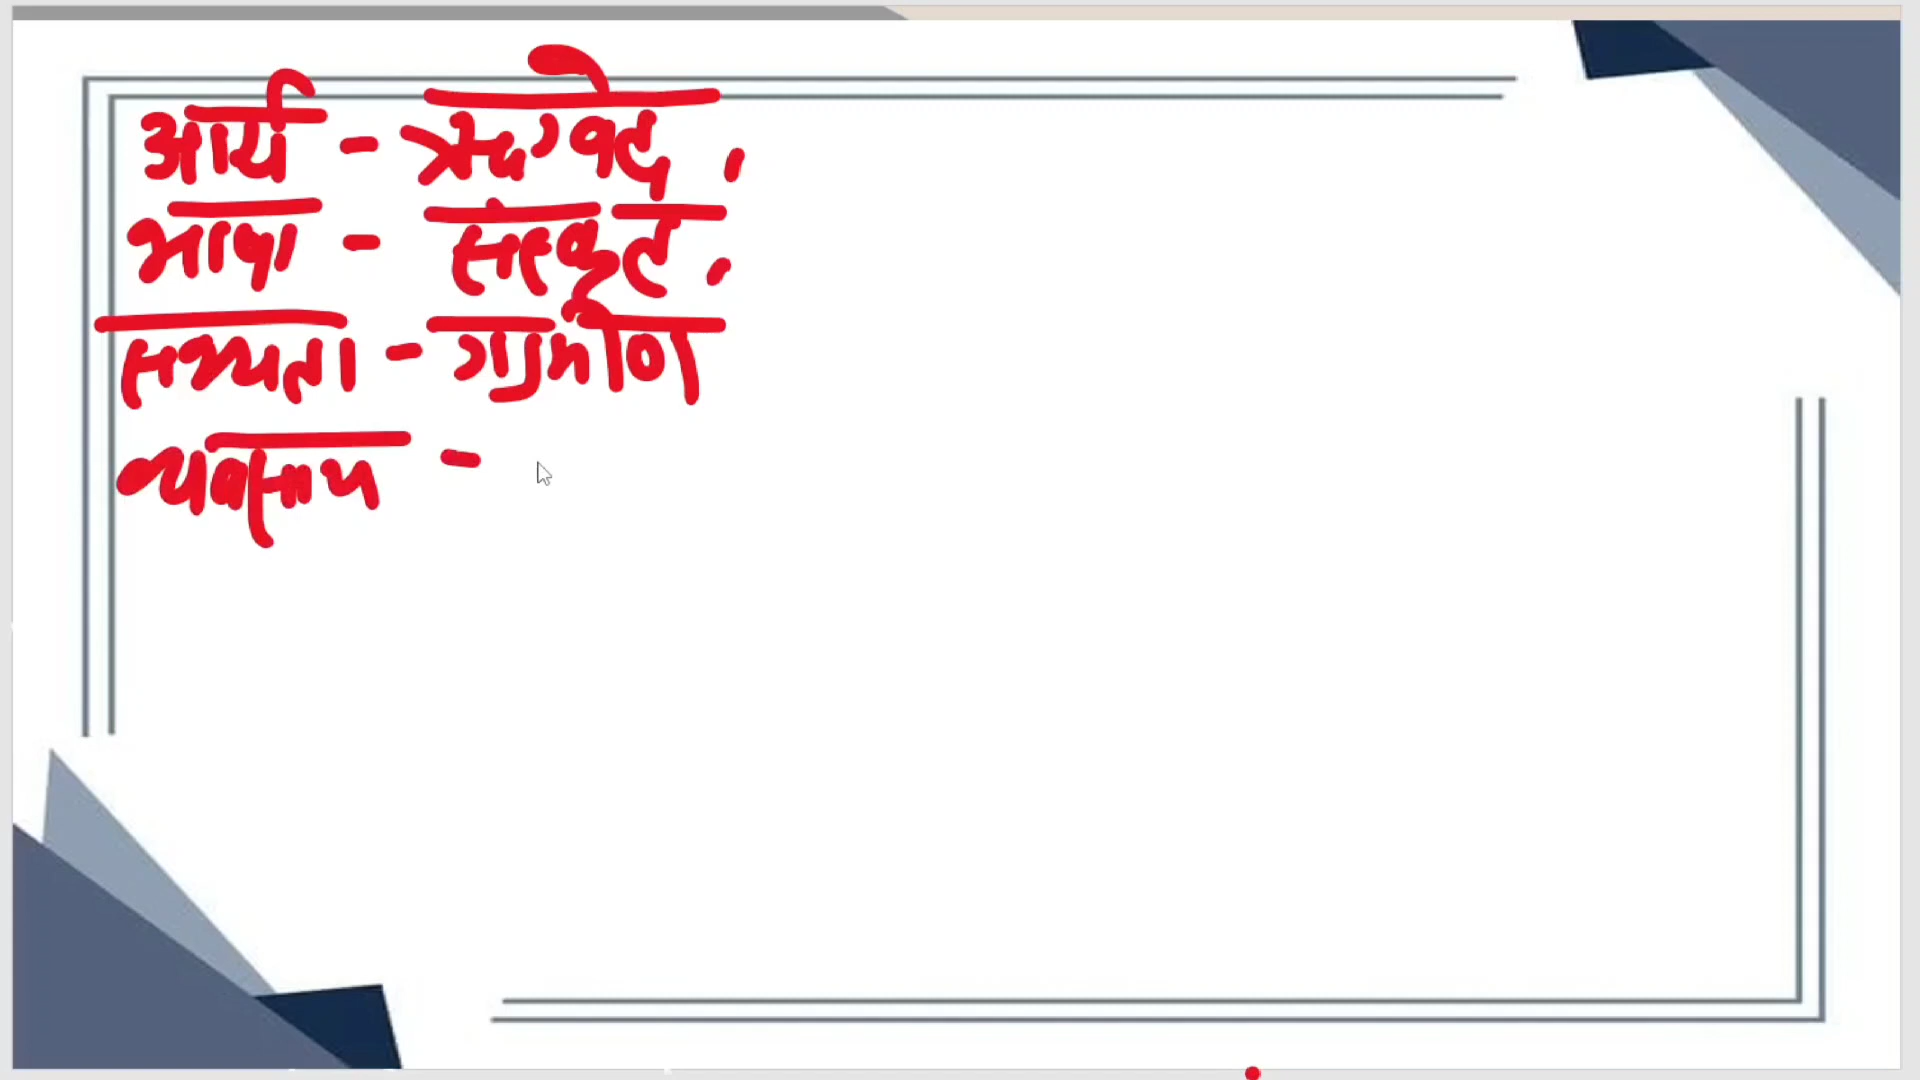 आर्य - ऋग्वेद,
भाषा - संस्कृत,
सभ्यता - ग्रामीण
व्यवसाय -